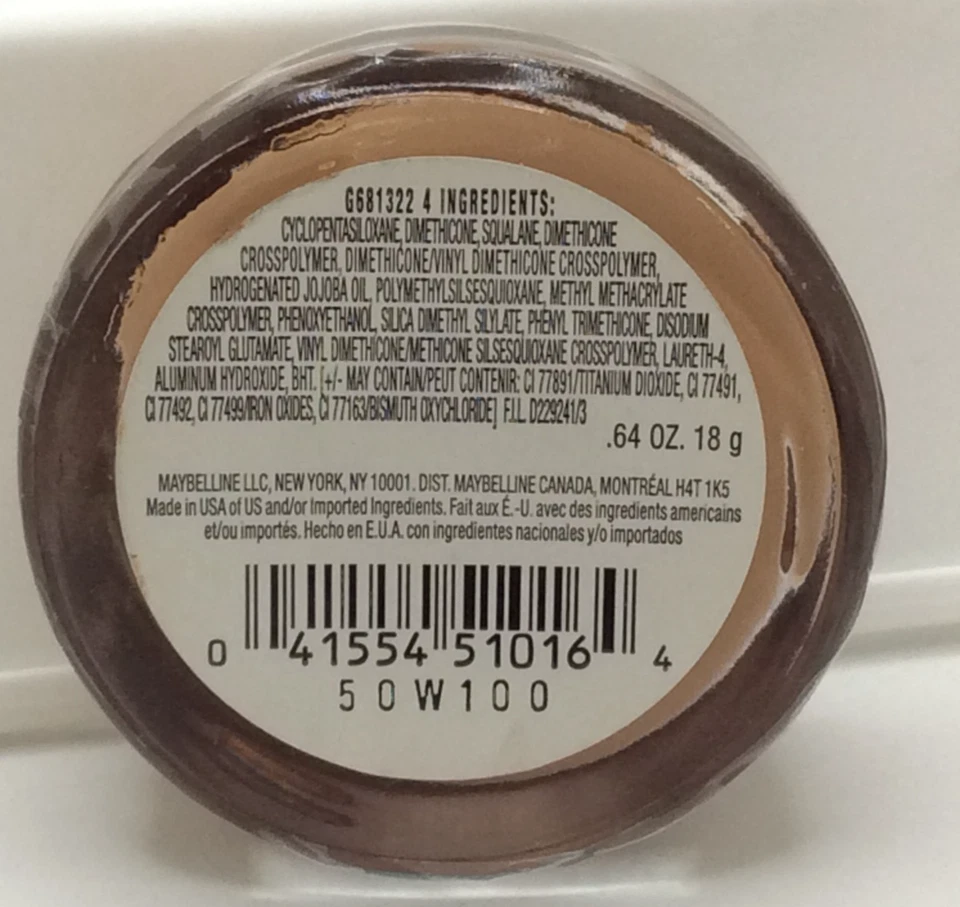 G681322 4 INGREDIENTS:
CYCLOPENTASILOXANE, DIMETHICONE, SQUALANE, DIMETHICONE
CROSSPOLYMER, DIMETHICONE/VINYL DIMETHICONE CROSSPOLYMER,
HYDROGENATED JOJOBA OIL, POLYMETHYLSILSESQUIOXANE, METHYL METHACRYLATE
CROSSPOLYMER, PHENOXYETHANOL, SILICA DIMETHYL SILYLATE, PHENYL TRIMETHICONE, DISODIUM
STEAROYL GLUTAMATE, VINYL DIMETHICONE/METHICONE SILSESQUIOXANE CROSSPOLYMER, LAURETH-4,
ALUMINUM HYDROXIDE, BHT. [+/- MAY CONTAIN/PEUT CONTENIR: CI 77891/TITANIUM DIOXIDE, CI 77491,
CI 77492, CI 77499/IRON OXIDES, CI 77163/BISMUTH OXYCHLORIDE] F.I.L. D229241/3
.64 OZ. 18 g
MAYBELLINE LLC, NEW YORK, NY 10001. DIST. MAYBELLINE CANADA, MONTRÉAL H4T 1K5
Made in USA of US and/or Imported Ingredients. Fait aux É.-U. avec des ingredients americains
et/ou importés. Hecho en E.U.A. con ingredientes nacionales y/o importados
0 41554 51016 4
50W100